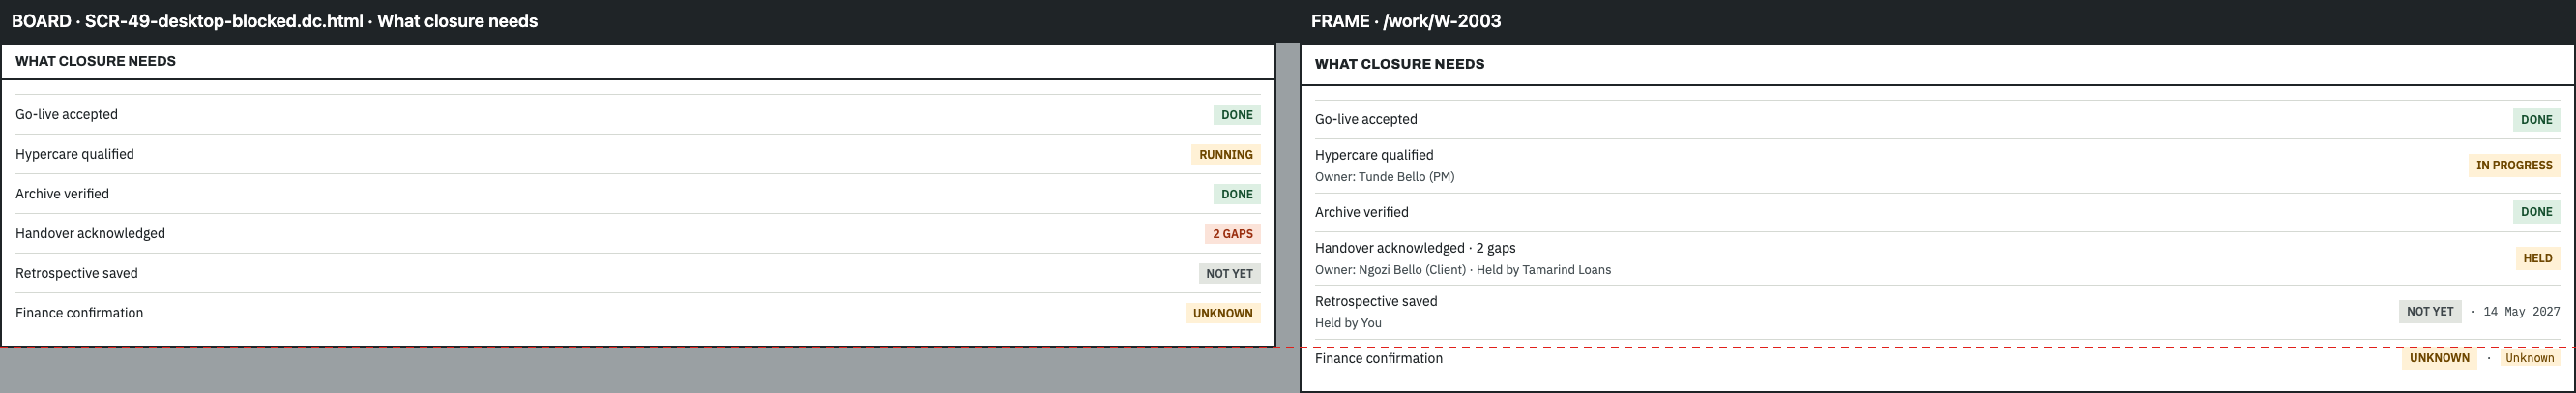 BOARD · SCR-49-desktop-blocked.dc.html · What closure needs
WHAT CLOSURE NEEDS
Go-live accepted DONE
Hypercare qualified RUNNING
Archive verified DONE
Handover acknowledged 2 GAPS
Retrospective saved NOT YET
Finance confirmation UNKNOWN
FRAME · /work/W-2003
WHAT CLOSURE NEEDS
Go-live accepted DONE
Hypercare qualified IN PROGRESS
Owner: Tunde Bello (PM)
Archive verified DONE
Handover acknowledged · 2 gaps HELD
Owner: Ngozi Bello (Client) · Held by Tamarind Loans
Retrospective saved NOT YET · 14 May 2027
Held by You
Finance confirmation UNKNOWN · Unknown